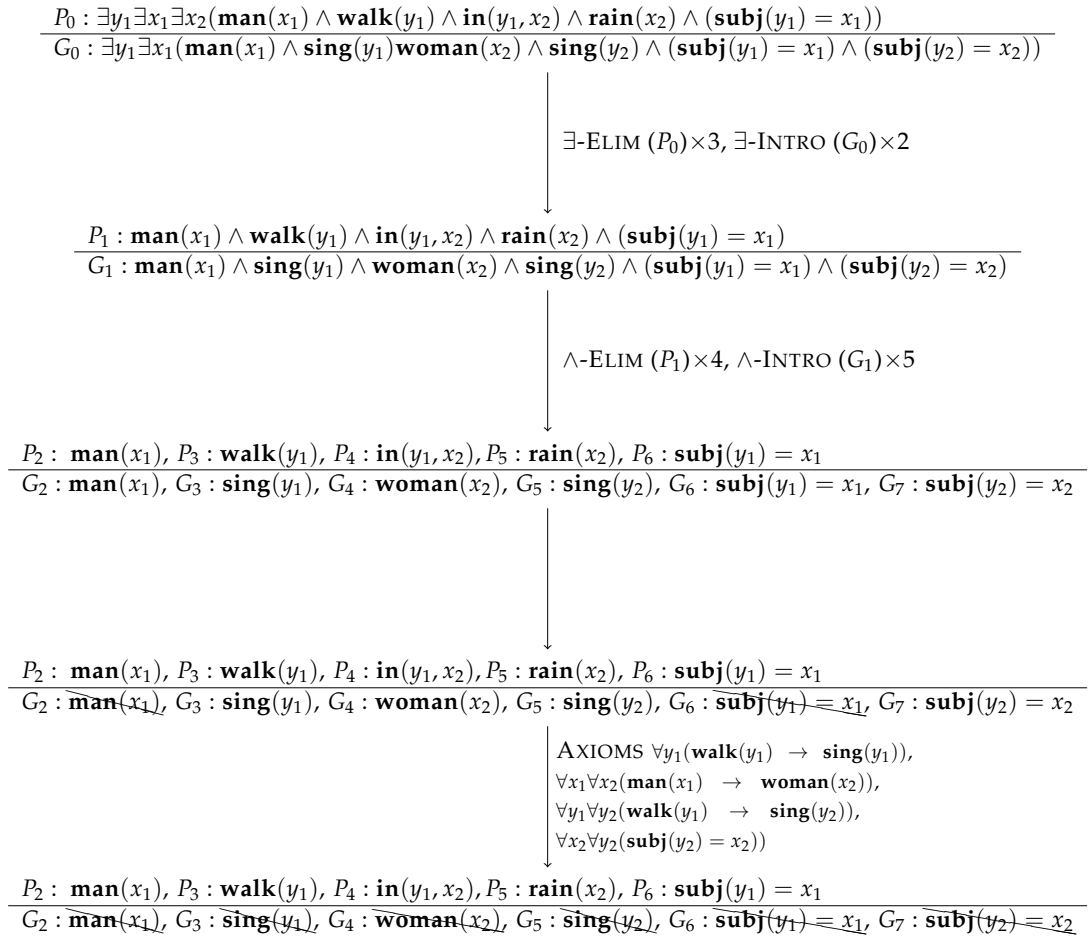 P₀ : ∃y₁∃x₁∃x₂(man(x₁) ∧ walk(y₁) ∧ in(y₁, x₂) ∧ rain(x₂) ∧ (subj(y₁) = x₁))
G₀ : ∃y₁∃x₁(man(x₁) ∧ sing(y₁)woman(x₂) ∧ sing(y₂) ∧ (subj(y₁) = x₁) ∧ (subj(y₂) = x₂))
∃-ELIM (P₀)×3, ∃-INTRO (G₀)×2
P₁ : man(x₁) ∧ walk(y₁) ∧ in(y₁, x₂) ∧ rain(x₂) ∧ (subj(y₁) = x₁)
G₁ : man(x₁) ∧ sing(y₁) ∧ woman(x₂) ∧ sing(y₂) ∧ (subj(y₁) = x₁) ∧ (subj(y₂) = x₂)
∧-ELIM (P₁)×4, ∧-INTRO (G₁)×5
P₂ : man(x₁), P₃ : walk(y₁), P₄ : in(y₁, x₂), P₅ : rain(x₂), P₆ : subj(y₁) = x₁
G₂ : man(x₁), G₃ : sing(y₁), G₄ : woman(x₂), G₅ : sing(y₂), G₆ : subj(y₁) = x₁, G₇ : subj(y₂) = x₂
P₂ : man(x₁), P₃ : walk(y₁), P₄ : in(y₁, x₂), P₅ : rain(x₂), P₆ : subj(y₁) = x₁
G₂ : man(x₁), G₃ : sing(y₁), G₄ : woman(x₂), G₅ : sing(y₂), G₆ : subj(y₁) = x₁, G₇ : subj(y₂) = x₂
AXIOMS ∀y₁(walk(y₁) → sing(y₁)),
∀x₁∀x₂(man(x₁) → woman(x₂)),
∀y₁∀y₂(walk(y₁) → sing(y₂)),
∀x₂∀y₂(subj(y₂) = x₂))
P₂ : man(x₁), P₃ : walk(y₁), P₄ : in(y₁, x₂), P₅ : rain(x₂), P₆ : subj(y₁) = x₁
G₂ : man(x₁), G₃ : sing(y₁), G₄ : woman(x₂), G₅ : sing(y₂), G₆ : subj(y₁) = x₁, G₇ : subj(y₂) = x₂